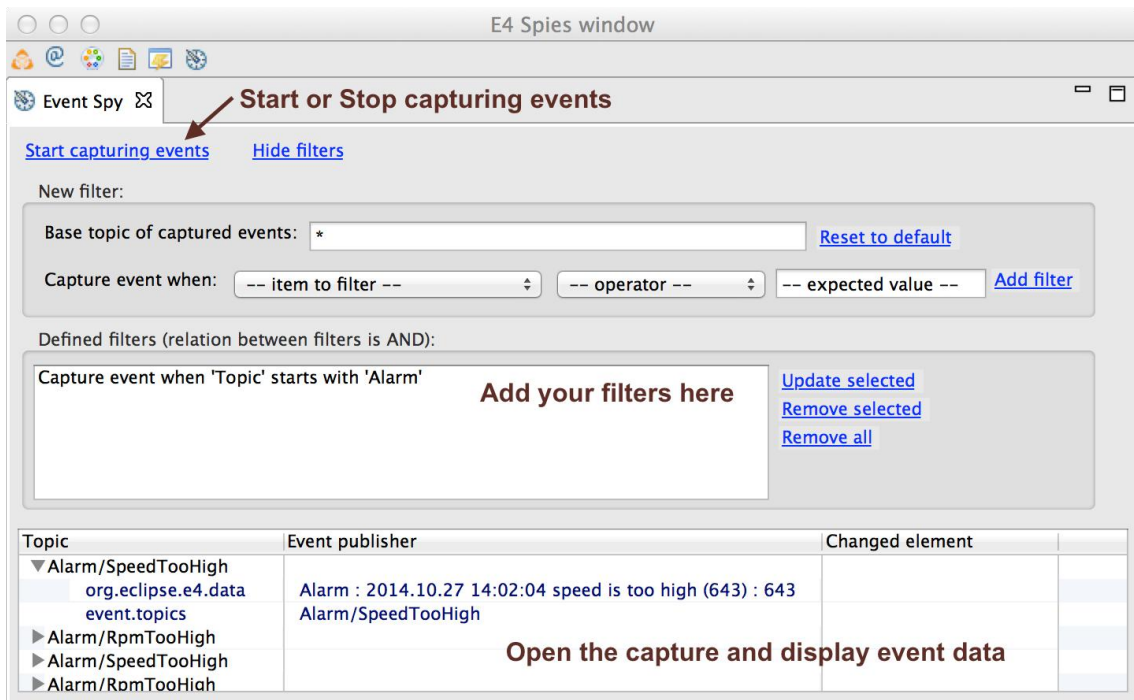 E4 Spies window
Event Spy
Start or Stop capturing events
Start capturing events Hide filters
New filter:
Base topic of captured events: * Reset to default
Capture event when: -- item to filter -- -- operator -- -- expected value -- Add filter
Defined filters (relation between filters is AND):
Capture event when 'Topic' starts with 'Alarm'
Add your filters here
Update selected
Remove selected
Remove all
Topic Event publisher Changed element
Alarm/SpeedTooHigh
org.eclipse.e4.data Alarm : 2014.10.27 14:02:04 speed is too high (643) : 643
event.topics Alarm/SpeedTooHigh
Alarm/RpmTooHigh
Open the capture and display event data
Alarm/SpeedTooHigh
Alarm/RpmTooHigh